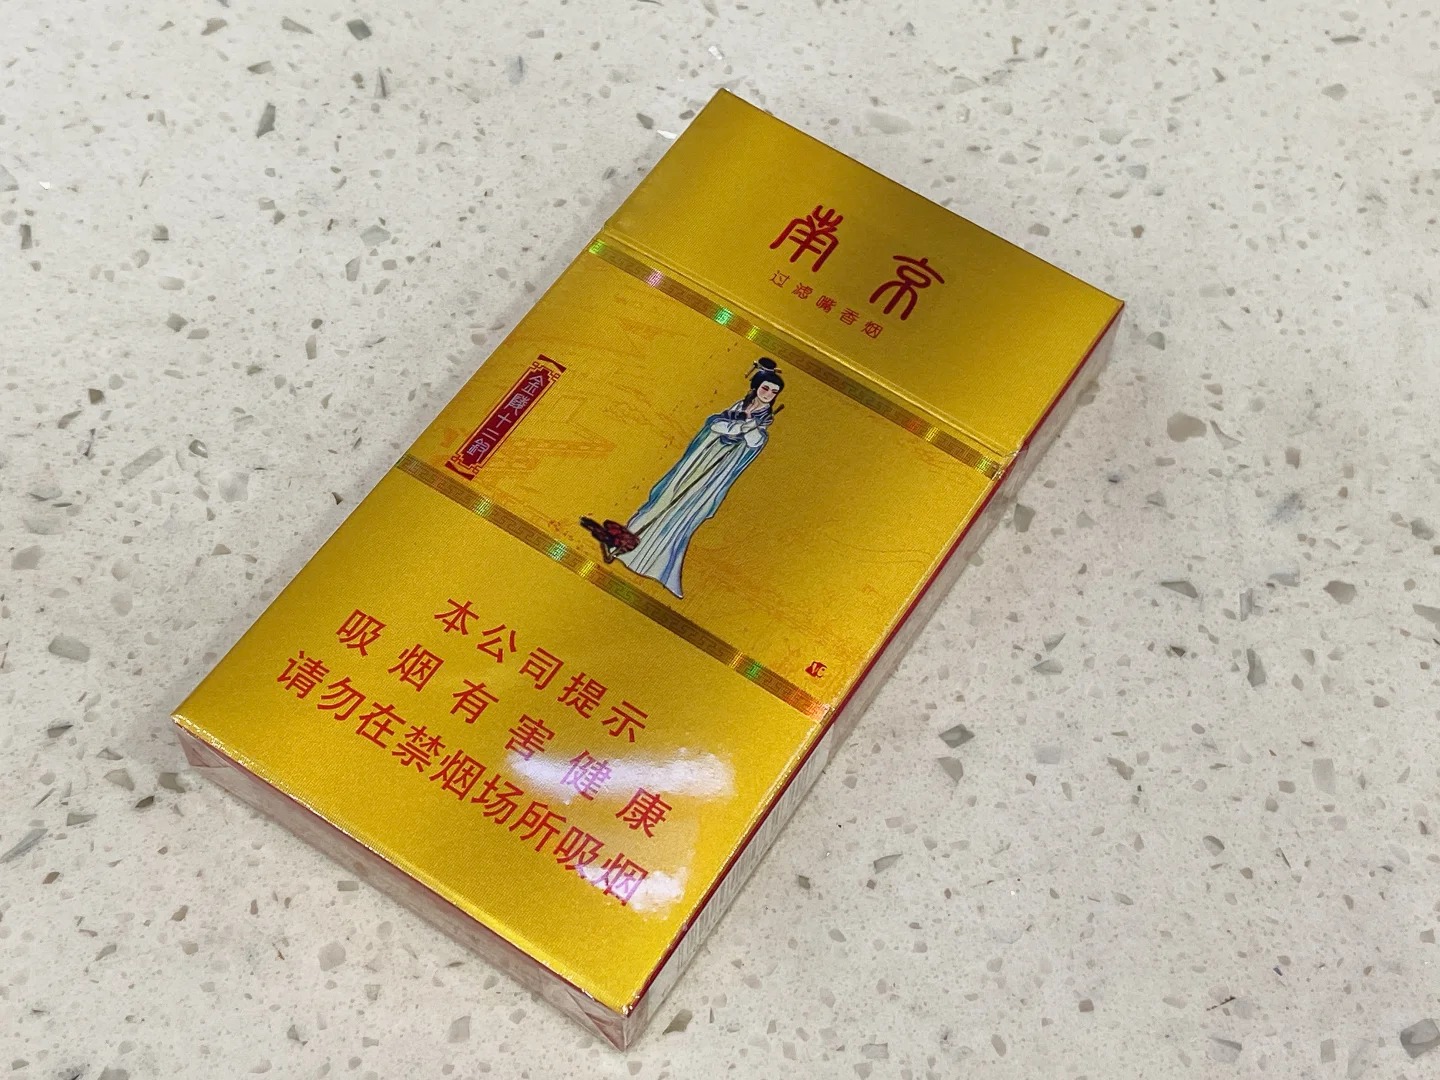 南京
过滤嘴香烟
金陵十二釵
本公司提示
吸烟有害健康
请勿在禁烟场所吸烟